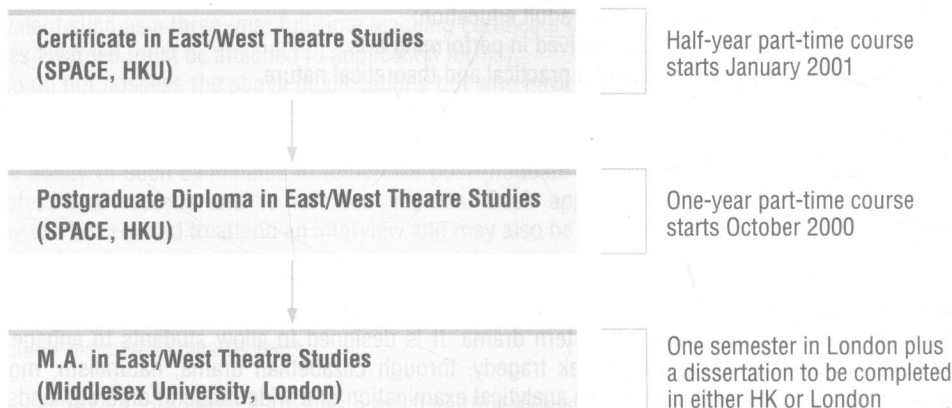 Certificate in East/West Theatre Studies
(SPACE, HKU)
Half-year part-time course
starts January 2001
Postgraduate Diploma in East/West Theatre Studies
(SPACE, HKU)
One-year part-time course
starts October 2000
M.A. in East/West Theatre Studies
(Middlesex University, London)
One semester in London plus
a dissertation to be completed
in either HK or London